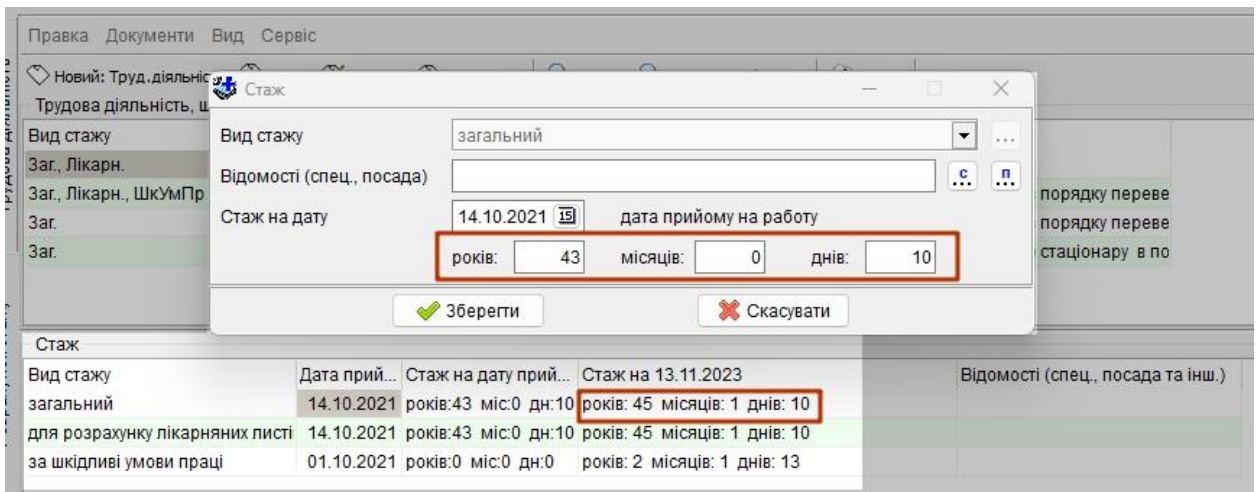 Правка Документи Вид Сервіс
Новий: Труд.діяльніс
Стаж
Трудова діяльність,
Вид стажу
Вид стажу загальний ...
Заг., Лікарн.
Відомості (спец., посада) с ... п ...
Заг., Лікарн., ШкУмПр
порядку переве
Стаж на дату 14.10.2021 15 дата прийому на работу
Заг.
порядку переве
Заг.
років: 43 місяців: 0 днів: 10
стаціонару в по
Зберегти Скасувати
Стаж
Вид стажу Дата прий... Стаж на дату прий... Стаж на 13.11.2023 Відомості (спец., посада та інш.)
загальний 14.10.2021 років:43 міс:0 дн:10 років: 45 місяців: 1 днів: 10
для розрахунку лікарняних листі 14.10.2021 років:43 міс:0 дн:10 років: 45 місяців: 1 днів: 10
за шкідливі умови праці 01.10.2021 років:0 міс:0 дн:0 років: 2 місяців: 1 днів: 13